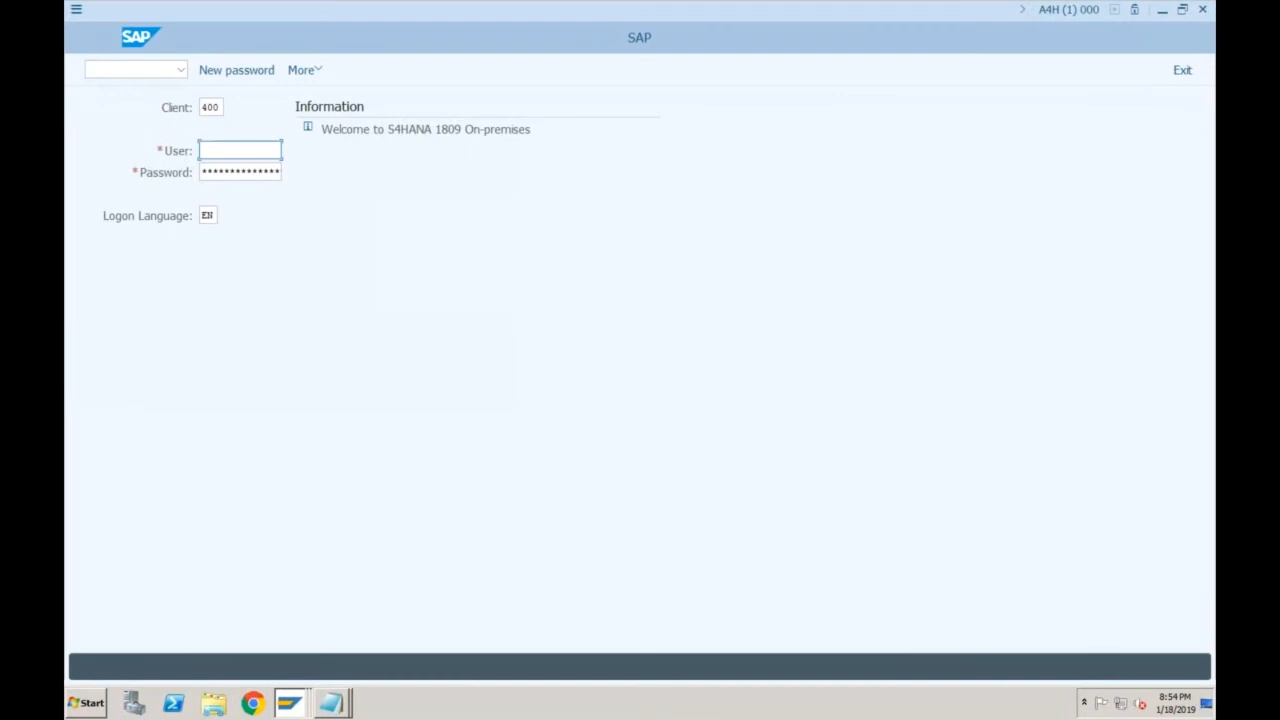 A4H (1) 000
SAP
SAP
New password
More
Exit
Client: 400
Information
Welcome to S4HANA 1809 On-premises
*User:
*Password: **************
Logon Language: EN
Start
8:54 PM
1/18/2019